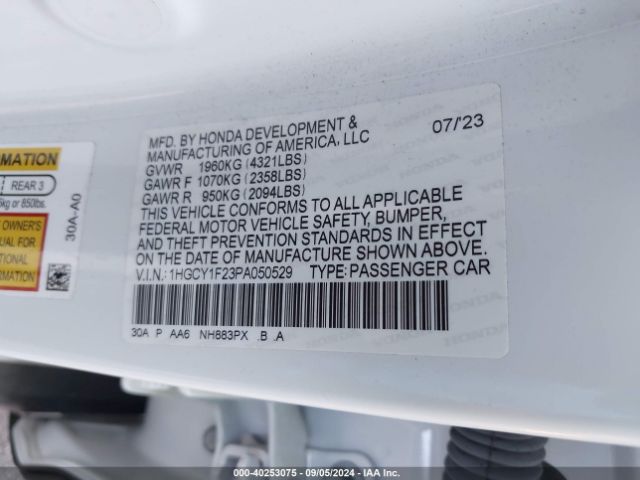 MFD. BY HONDA DEVELOPMENT &
MANUFACTURING OF AMERICA, LLC
07/'23
GVWR 1960KG (4321LBS)
GAWR F 1070KG (2358LBS)
GAWR R 950KG (2094LBS)
THIS VEHICLE CONFORMS TO ALL APPLICABLE
FEDERAL MOTOR VEHICLE SAFETY, BUMPER,
AND THEFT PREVENTION STANDARDS IN EFFECT
ON THE DATE OF MANUFACTURE SHOWN ABOVE.
V.I.N.: 1HGCY1F23PA050529 TYPE: PASSENGER CAR
30A P AA6 NH883PX .B .A
REAR 3
or 850lbs.
OWNER'S
FOR
30A-A0
000-40253075 - 09/05/2024 - IAA Inc.